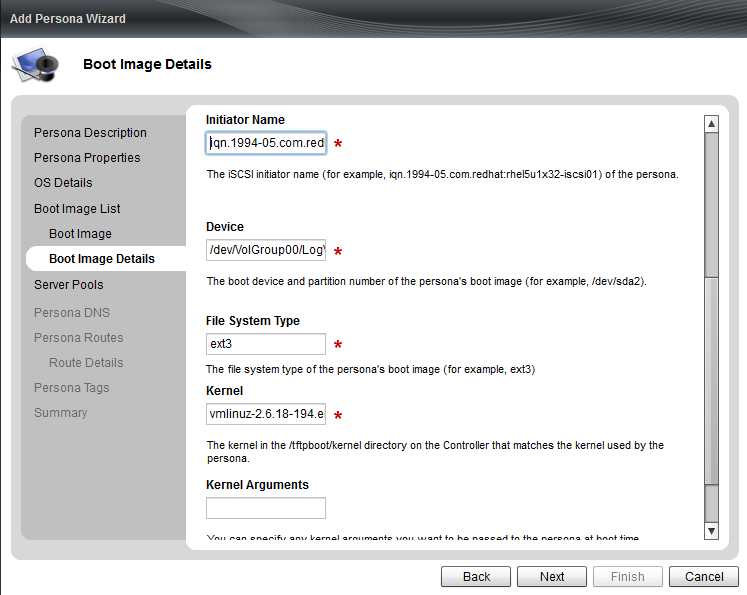 Add Persona Wizard
Boot Image Details
Persona Description
Persona Properties
OS Details
Boot Image List
Boot Image
Boot Image Details
Server Pools
Persona DNS
Persona Routes
Route Details
Persona Tags
Summary
Initiator Name
iqn.1994-05.com.red *
The iSCSI initiator name (for example, iqn.1994-05.com.redhat:rhel5u1x32-iscsi01) of the persona.
Device
/dev/VolGroup00/Log *
The boot device and partition number of the persona's boot image (for example, /dev/sda2).
File System Type
ext3 *
The file system type of the persona's boot image (for example, ext3)
Kernel
vmlinuz-2.6.18-194.e *
The kernel in the /tftpboot/kernel directory on the Controller that matches the kernel used by the
persona.
Kernel Arguments
You can specify any kernel arguments you want to be passed to the persona at boot time
Back Next Finish Cancel